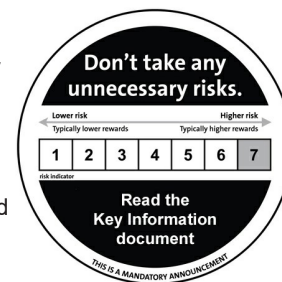 Don't take any
unnecessary risks.
Lower risk Higher risk
Typically lower rewards Typically higher rewards
1 2 3 4 5 6 7
risk indicator
Read the
Key Information
document
THIS IS A MANDATORY ANNOUNCEMENT
d